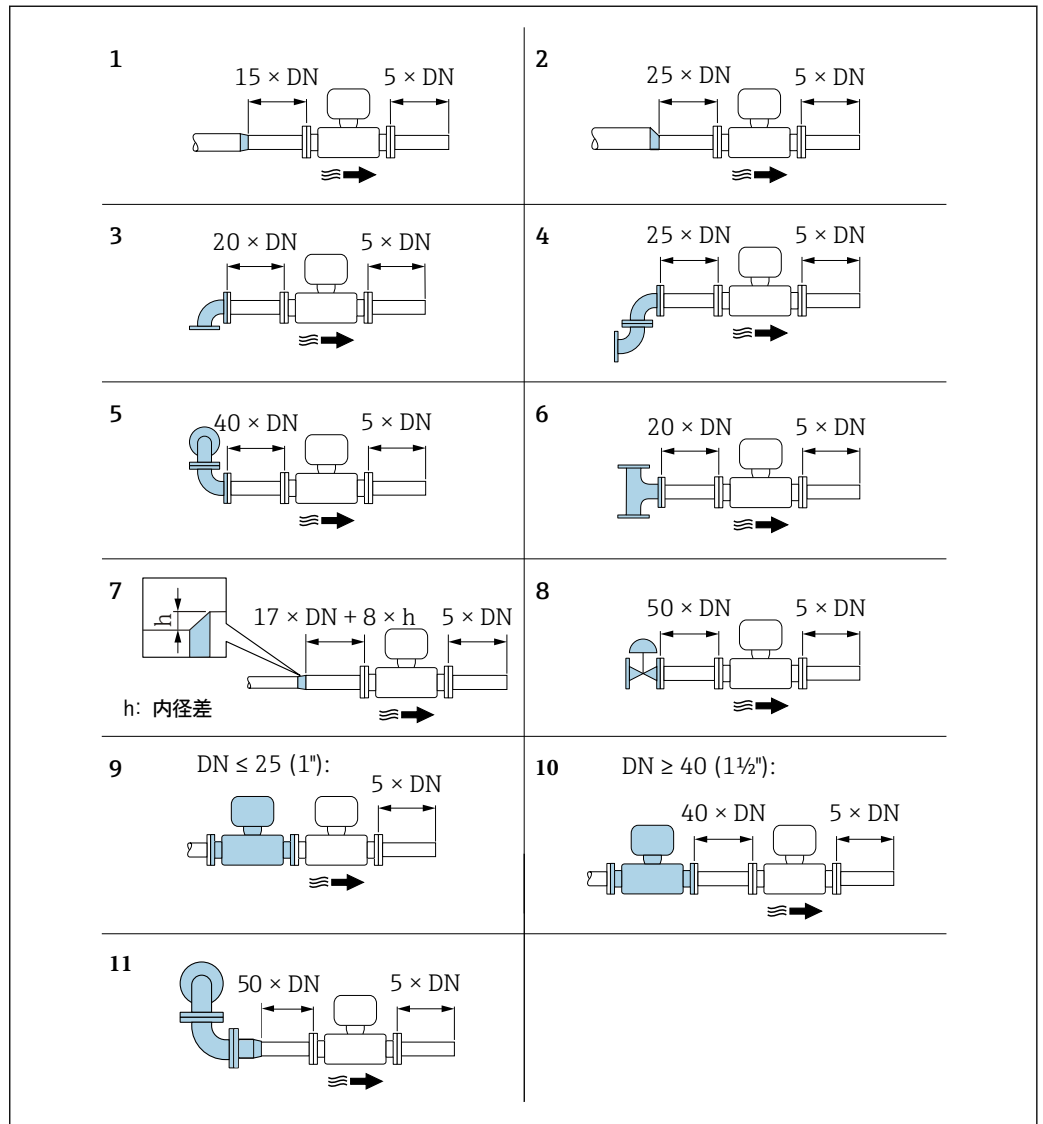 1
15 × DN 5 × DN
2
25 × DN 5 × DN
3
20 × DN 5 × DN
4
25 × DN 5 × DN
5
40 × DN 5 × DN
6
20 × DN 5 × DN
7
h
17 × DN + 8 × h 5 × DN
h: 内径差
8
50 × DN 5 × DN
9
DN ≤ 25 (1"):
5 × DN
10
DN ≥ 40 (1½"):
40 × DN 5 × DN
11
50 × DN 5 × DN